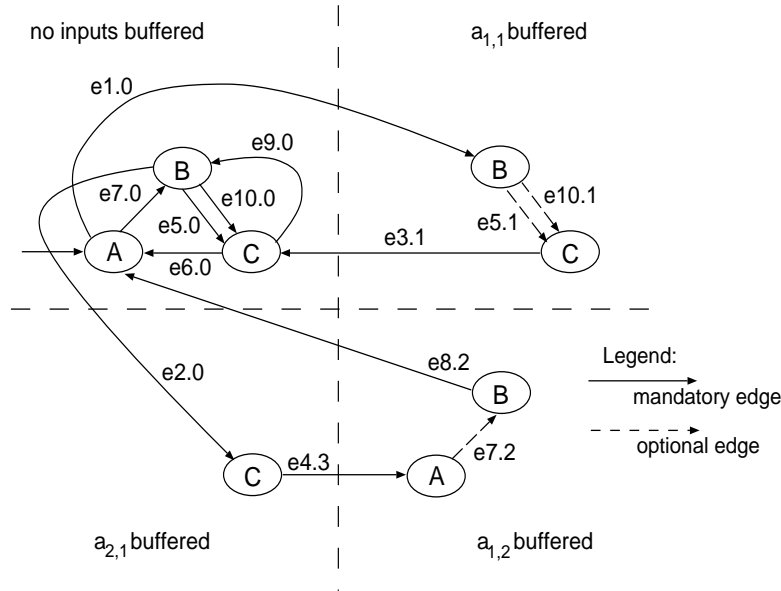 no inputs buffered
a1,1 buffered
e1.0
e9.0
B
B
e7.0
e10.0
e10.1
e5.0
e5.1
A
C
e3.1
C
e6.0
e8.2
Legend:
e2.0
B
mandatory edge
e4.3
e7.2
optional edge
C
A
a2,1 buffered
a1,2 buffered